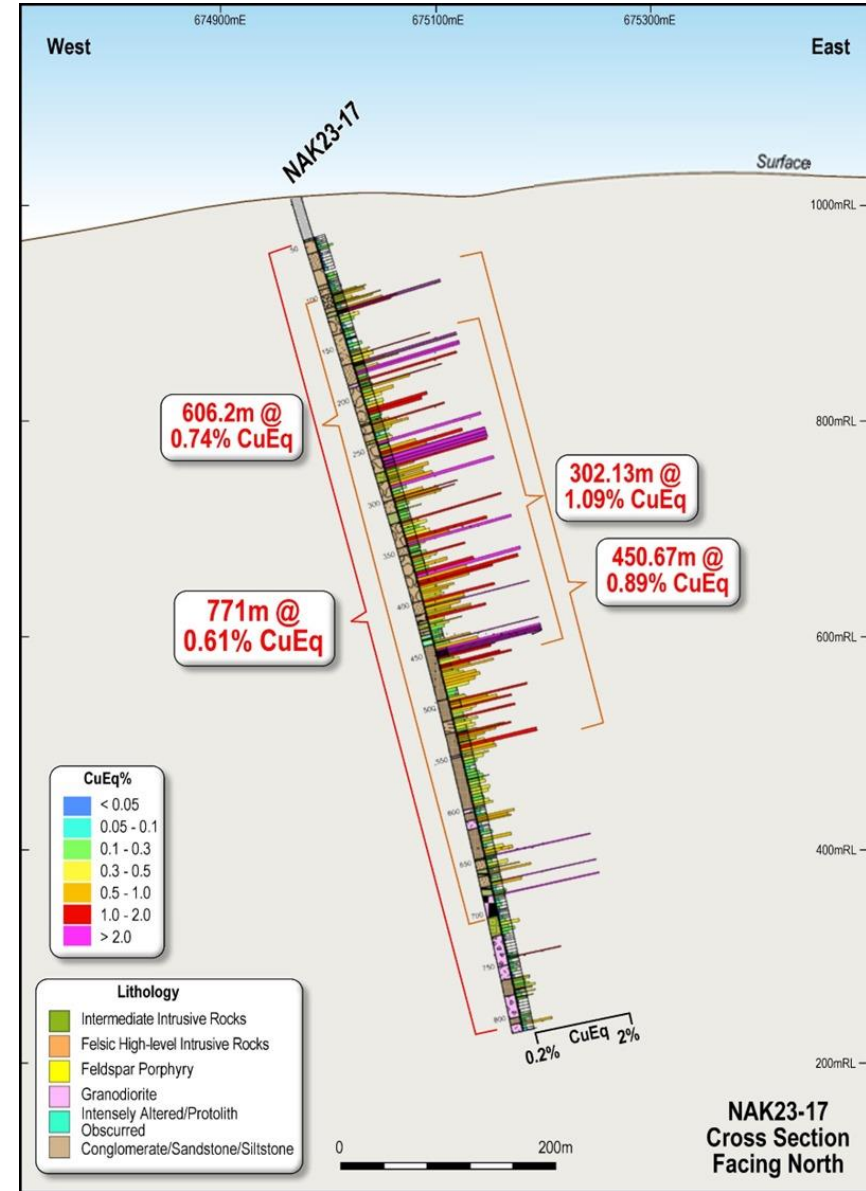 674900mE 675100mE 675300mE
West East
NAK23-17
Surface
1000mRL
50
100
150
200
800mRL
606.2m @
0.74% CuEq
250
302.13m @
1.09% CuEq
300
350
450.67m @
0.89% CuEq
400
771m @
0.61% CuEq
600mRL
450
500
550
CuEq%
< 0.05
0.05 - 0.1
0.1 - 0.3
0.3 - 0.5
0.5 - 1.0
1.0 - 2.0
> 2.0
600
400mRL
650
700
750
800
Lithology
Intermediate Intrusive Rocks
Felsic High-level Intrusive Rocks
Feldspar Porphyry
Granodiorite
Intensely Altered/Protolith
Obscurred
Conglomerate/Sandstone/Siltstone
0.2% CuEq 2%
200mRL
0 200m
NAK23-17
Cross Section
Facing North